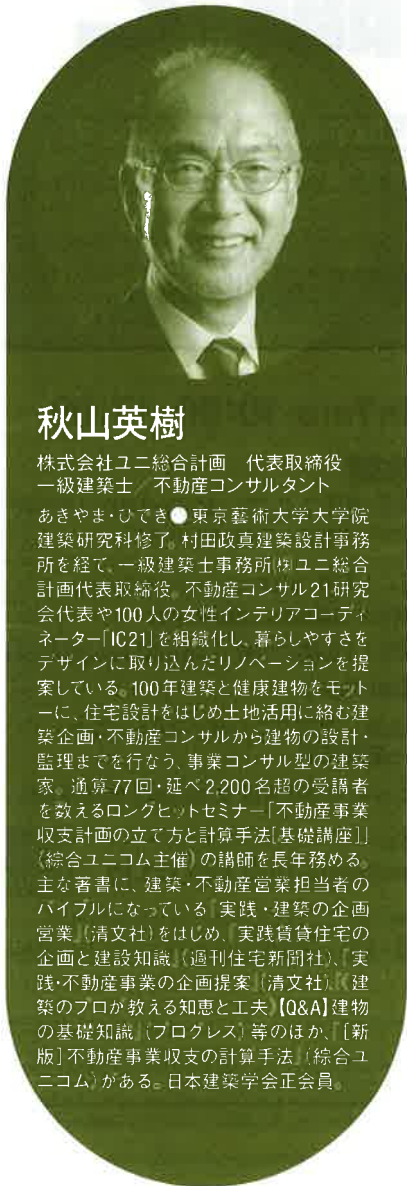 秋山英樹
株式会社ユニ総合計画　代表取締役
一級建築士／不動産コンサルタント
あきやま・ひでき●東京藝術大学大学院
建築研究科修了。村田政真建築設計事務
所を経て、一級建築士事務所㈱ユニ総合
計画代表取締役。不動産コンサル21研究
会代表や100人の女性インテリアコーディ
ネーター「IC21」を組織化し、暮らしやすさを
デザインに取り込んだリノベーションを提
案している。100年建築と健康建物をモット
ーに、住宅設計をはじめ土地活用に絡む建
築企画・不動産コンサルから建物の設計・
監理までを行なう、事業コンサル型の建築
家。通算77回・延べ2,200名超の受講者
を数えるロングヒットセミナー「不動産事業
収支計画の立て方と計算手法[基礎講座]」
(綜合ユニコム主催)の講師を長年務める。
主な著書に、建築・不動産営業担当者の
バイブルになっている『実践・建築の企画
営業』(清文社)をはじめ、『実践賃貸住宅の
企画と建設知識』(週刊住宅新聞社)、『実
践・不動産事業の企画提案』(清文社)、『〈建
築のプロが教える知恵と工夫〉【Q&A】建物
の基礎知識』(プログレス)等のほか、『[新
版]不動産事業収支の計算手法』(綜合ユ
ニコム)がある。日本建築学会正会員。